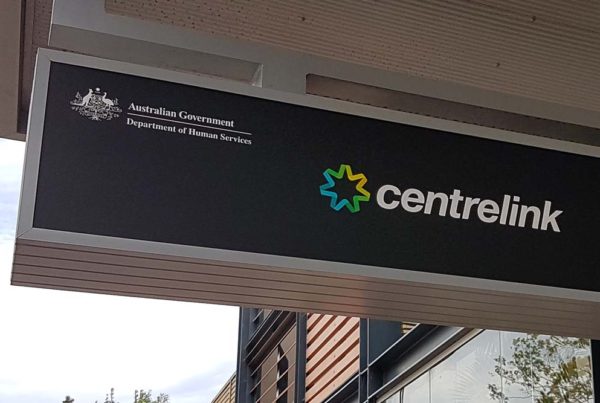 Australian Government
Department of Human Services
centrelink